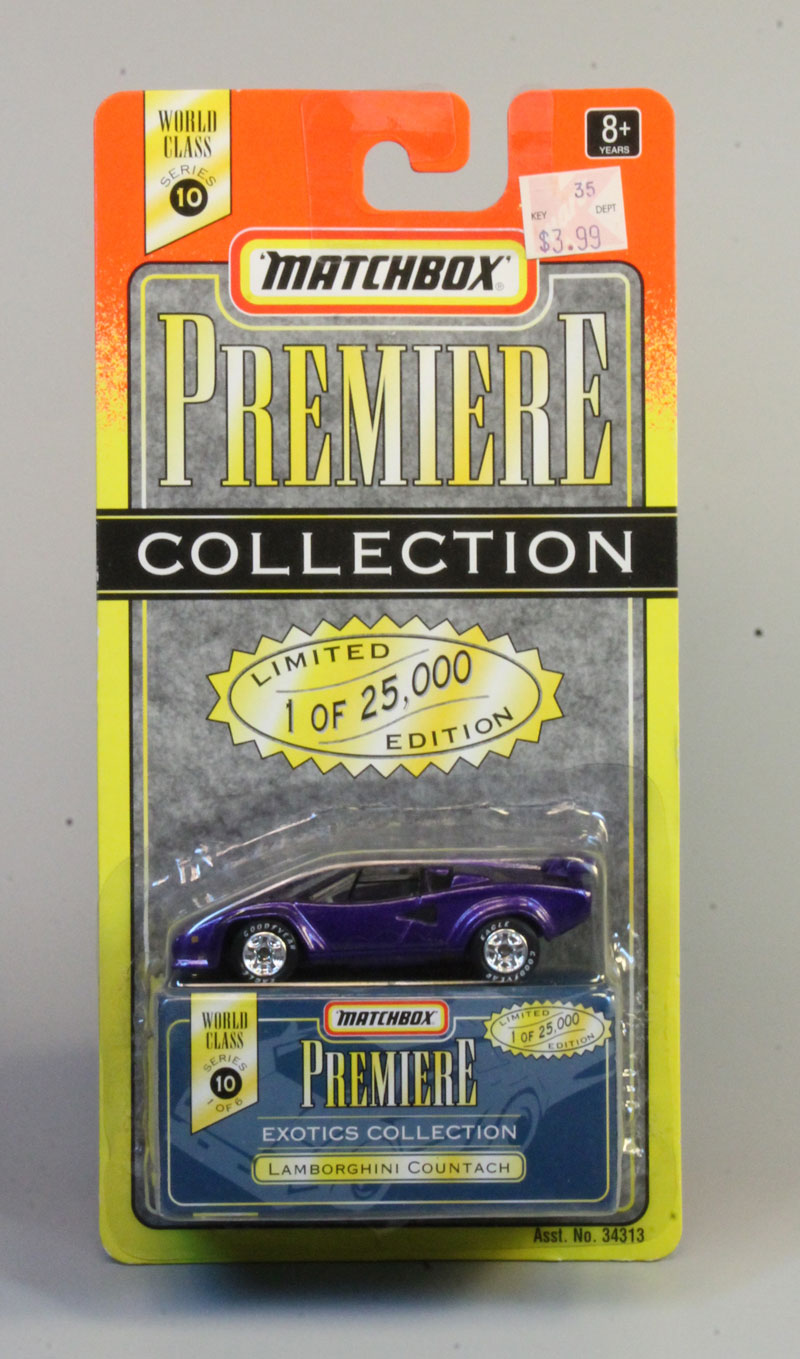 WORLD
CLASS
SERIES
10
8+
YEARS
35
KEY DEPT
$3.99
'MATCHBOX'®
PREMIERE
COLLECTION
LIMITED
1 OF 25,000
EDITION
GOODYEAR
EAGLE
EAGLE
GOODYEAR
WORLD
CLASS
SERIES
10
1 OF 6
MATCHBOX
PREMIERE
LIMITED
1 OF 25,000
EDITION
EXOTICS COLLECTION
LAMBORGHINI COUNTACH
Asst. No. 34313